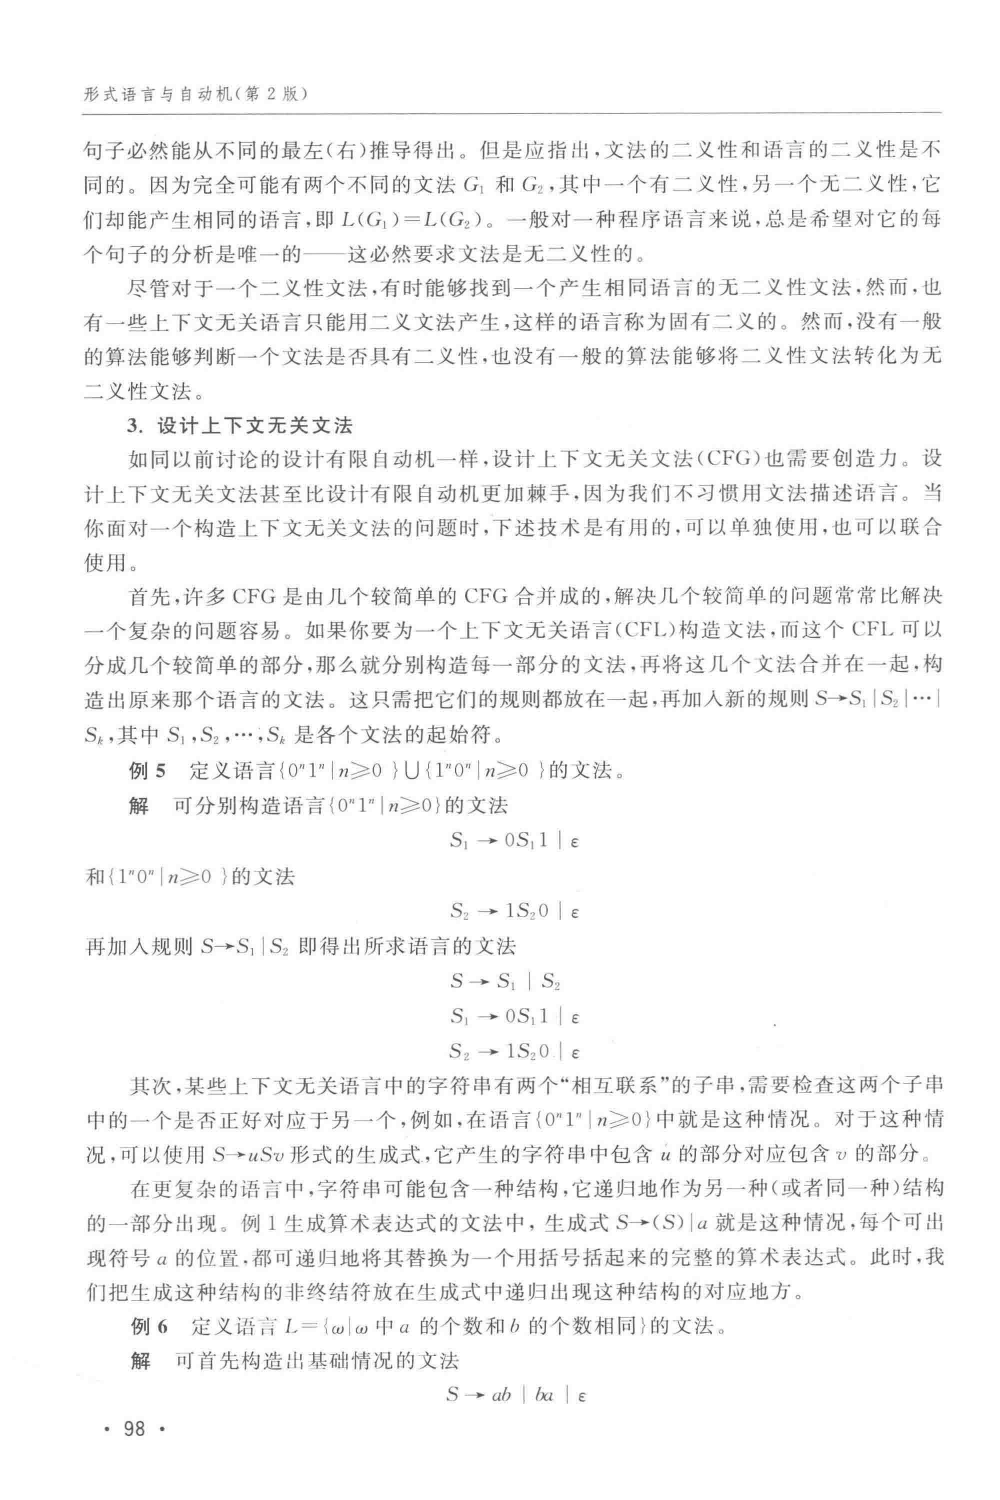 形式语言与自动机(第 2 版)
句子必然能从不同的最左(右)推导得出。但是应指出,文法的二义性和语言的二义性是不
同的。因为完全可能有两个不同的文法 G₁ 和 G₂,其中一个有二义性,另一个无二义性,它
们却能产生相同的语言,即 L(G₁)=L(G₂)。一般对一种程序语言来说,总是希望对它的每
个句子的分析是唯一的——这必然要求文法是无二义性的。
尽管对于一个二义性文法,有时能够找到一个产生相同语言的无二义性文法,然而,也
有一些上下文无关语言只能用二义文法产生,这样的语言称为固有二义的。然而,没有一般
的算法能够判断一个文法是否具有二义性,也没有一般的算法能够将二义性文法转化为无
二义性文法。
3. 设计上下文无关文法
如同以前讨论的设计有限自动机一样,设计上下文无关文法(CFG)也需要创造力。设
计上下文无关文法甚至比设计有限自动机更加棘手,因为我们不习惯用文法描述语言。当
你面对一个构造上下文无关文法的问题时,下述技术是有用的,可以单独使用,也可以联合
使用。
首先,许多 CFG 是由几个较简单的 CFG 合并成的,解决几个较简单的问题常常比解决
一个复杂的问题容易。如果你要为一个上下文无关语言(CFL)构造文法,而这个 CFL 可以
分成几个较简单的部分,那么就分别构造每一部分的文法,再将这几个文法合并在一起,构
造出原来那个语言的文法。这只需把它们的规则都放在一起,再加入新的规则 S→S₁|S₂|…|
Sₖ,其中 S₁,S₂,…,Sₖ 是各个文法的起始符。
例 5 定义语言{0ⁿ1ⁿ|n≥0}∪{1ⁿ0ⁿ|n≥0}的文法。
解 可分别构造语言{0ⁿ1ⁿ|n≥0}的文法
S₁ → 0S₁1 | ε
和{1ⁿ0ⁿ|n≥0}的文法
S₂ → 1S₂0 | ε
再加入规则 S→S₁|S₂ 即得出所求语言的文法
S → S₁ | S₂
S₁ → 0S₁1 | ε
S₂ → 1S₂0 | ε
其次,某些上下文无关语言中的字符串有两个“相互联系”的子串,需要检查这两个子串
中的一个是否正好对应于另一个,例如,在语言{0ⁿ1ⁿ|n≥0}中就是这种情况。对于这种情
况,可以使用 S→uSv 形式的生成式,它产生的字符串中包含 u 的部分对应包含 v 的部分。
在更复杂的语言中,字符串可能包含一种结构,它递归地作为另一种(或者同一种)结构
的一部分出现。例 1 生成算术表达式的文法中,生成式 S→(S)|a 就是这种情况,每个可出
现符号 a 的位置,都可递归地将其替换为一个用括号括起来的完整的算术表达式。此时,我
们把生成这种结构的非终结符放在生成式中递归出现这种结构的对应地方。
例 6 定义语言 L={ω|ω 中 a 的个数和 b 的个数相同}的文法。
解 可首先构造出基础情况的文法
S → ab | ba | ε
· 98 ·